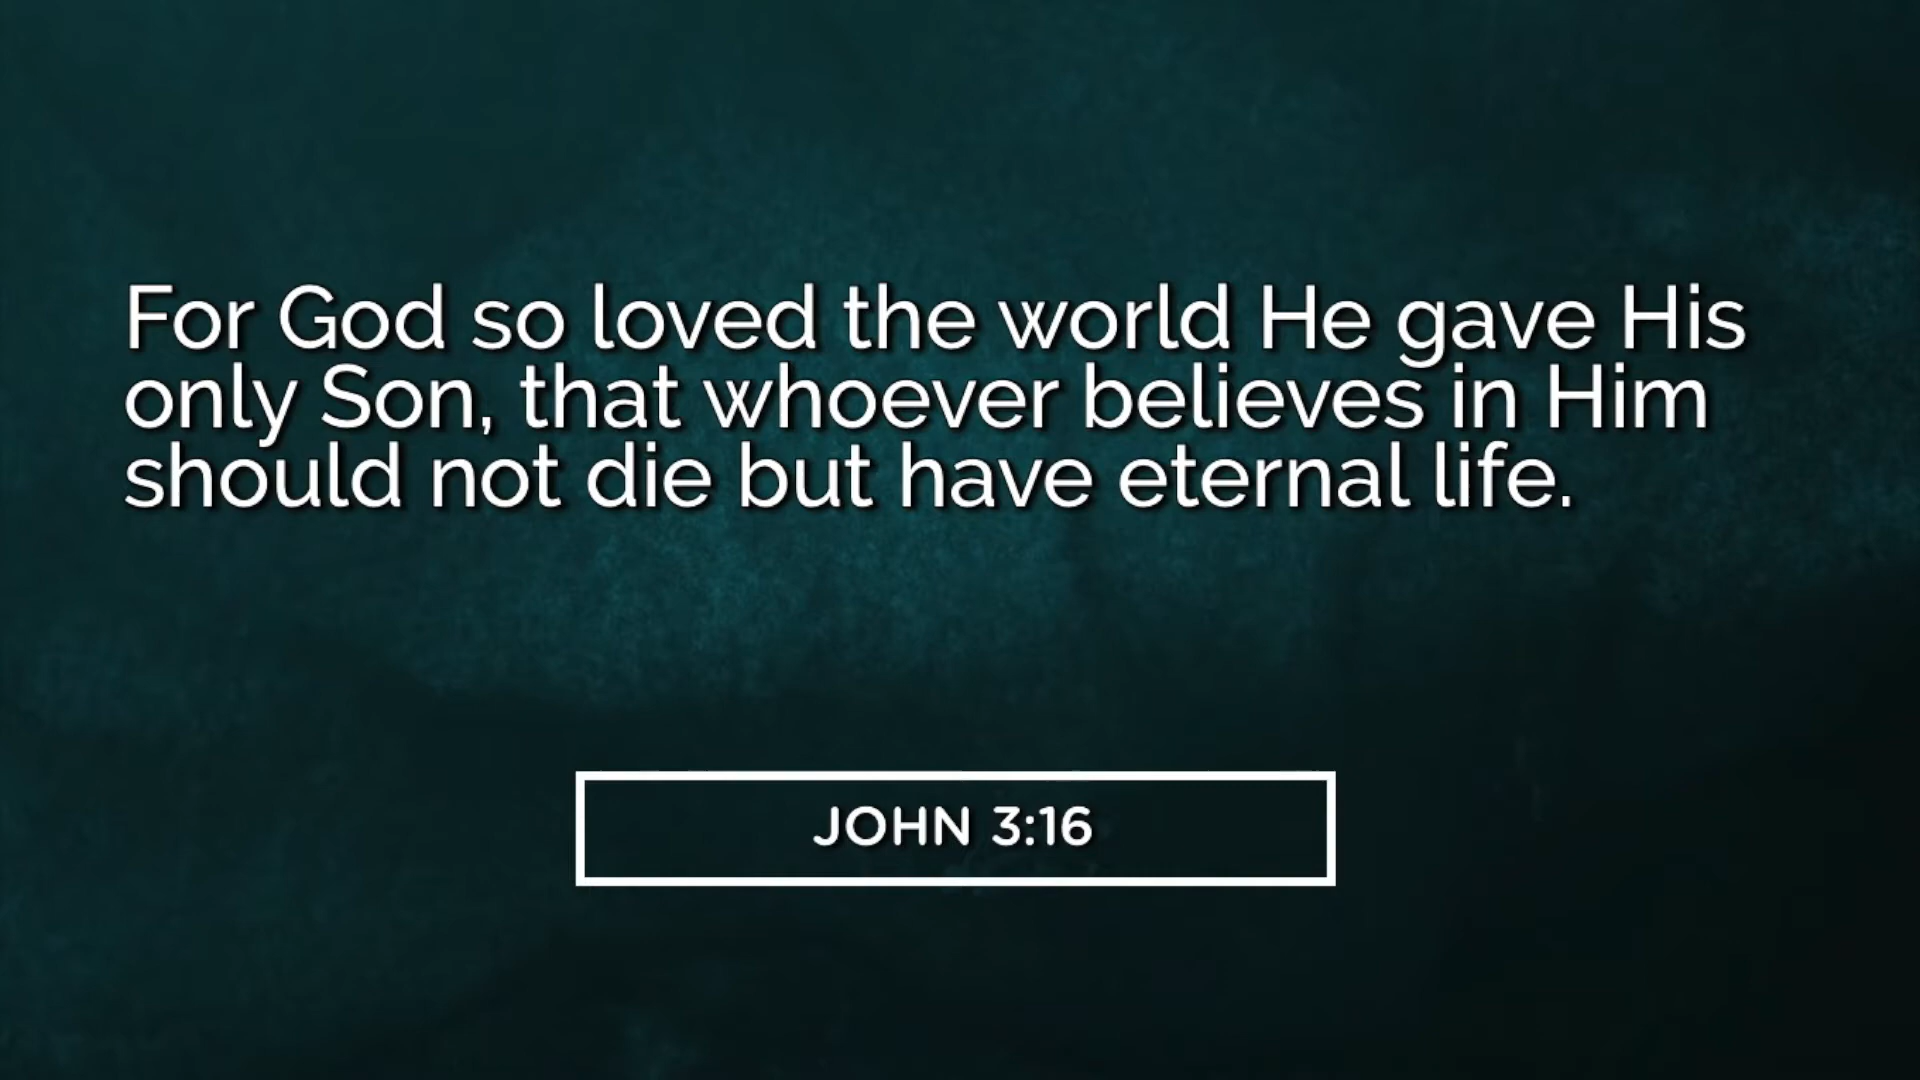 For God so loved the world He gave His
only Son, that whoever believes in Him
should not die but have eternal life.
JOHN 3:16